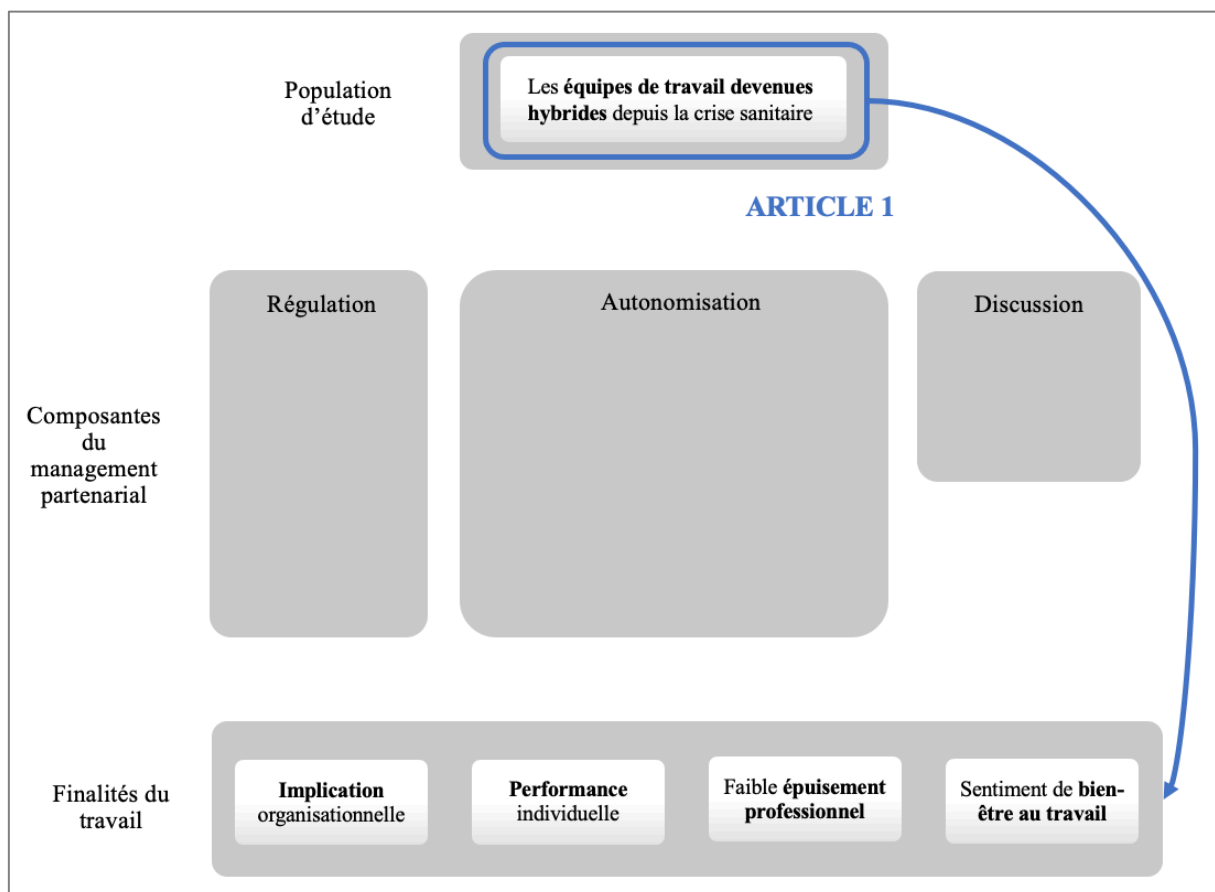 Population
d’étude
Les équipes de travail devenues
hybrides depuis la crise sanitaire
ARTICLE 1
Régulation
Autonomisation
Discussion
Composantes
du
management
partenarial
Finalités du
travail
Implication
organisationnelle
Performance
individuelle
Faible épuisement
professionnel
Sentiment de bien-
être au travail